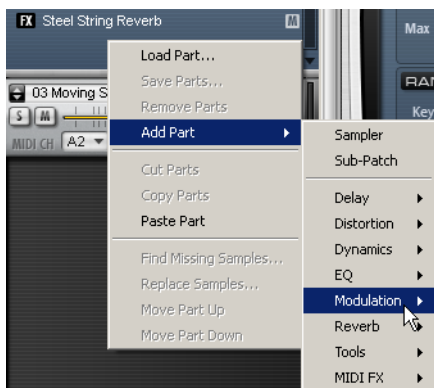 FX Steel String Reverb M
Max
RAN
Key
03 Moving S
S M
MIDI CH A2
Load Part...
Save Parts...
Remove Parts
Add Part
Cut Parts
Copy Parts
Paste Part
Find Missing Samples...
Replace Samples...
Move Part Up
Move Part Down
Sampler
Sub-Patch
Delay
Distortion
Dynamics
EQ
Modulation
Reverb
Tools
MIDI FX